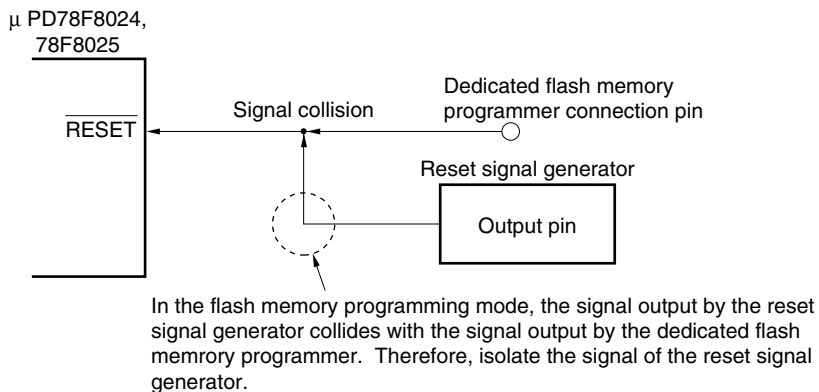 μ PD78F8024,
78F8025
RESET
Signal collision
Dedicated flash memory
programmer connection pin
Reset signal generator
Output pin
In the flash memory programming mode, the signal output by the reset
signal generator collides with the signal output by the dedicated flash
memrory programmer.  Therefore, isolate the signal of the reset signal
generator.